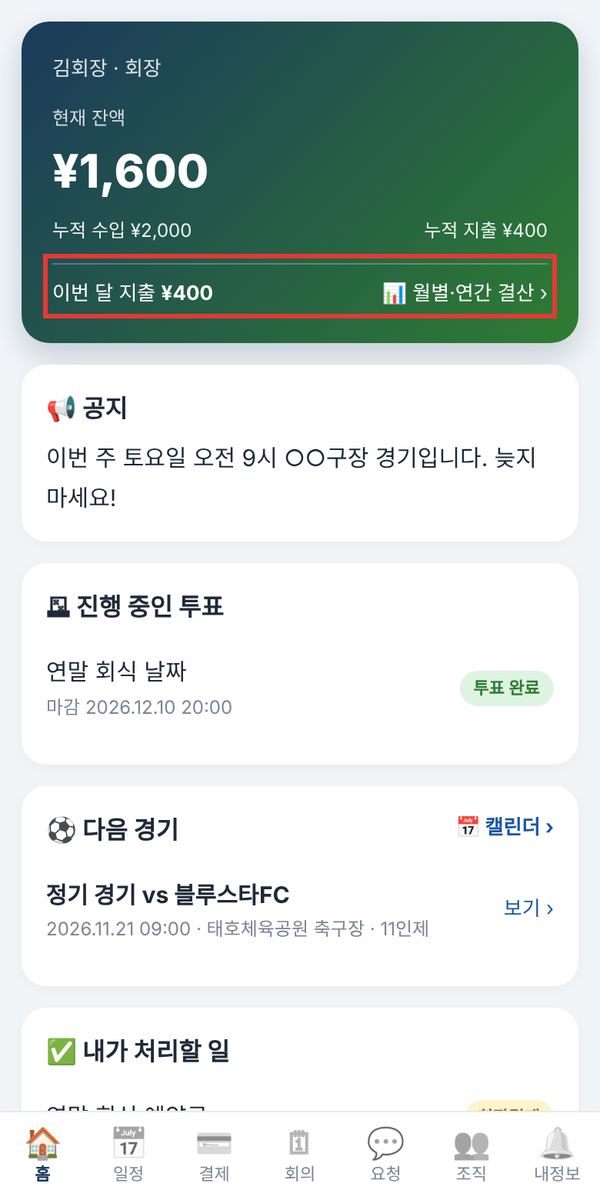 김회장 · 회장
현재 잔액
¥1,600
누적 수입 ¥2,000 누적 지출 ¥400
이번 달 지출 ¥400 📊 월별·연간 결산 ›
📢 공지
이번 주 토요일 오전 9시 ○○구장 경기입니다. 늦지
마세요!
🗳 진행 중인 투표
연말 회식 날짜
투표 완료
마감 2026.12.10 20:00
⚽ 다음 경기 📅 캘린더 ›
정기 경기 vs 블루스타FC
보기 ›
2026.11.21 09:00 · 태호체육공원 축구장 · 11인제
✅ 내가 처리할 일
홈 일정 결제 회의 요청 조직 내정보